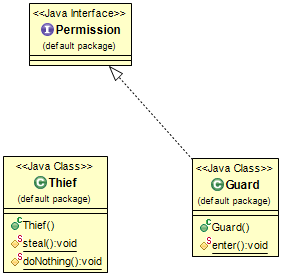 <<Java Interface>>
I Permission
(default package)
<<Java Class>>
C Thief
(default package)
C Thief()
S steal():void
S doNothing():void
<<Java Class>>
C Guard
(default package)
C Guard()
S enter():void